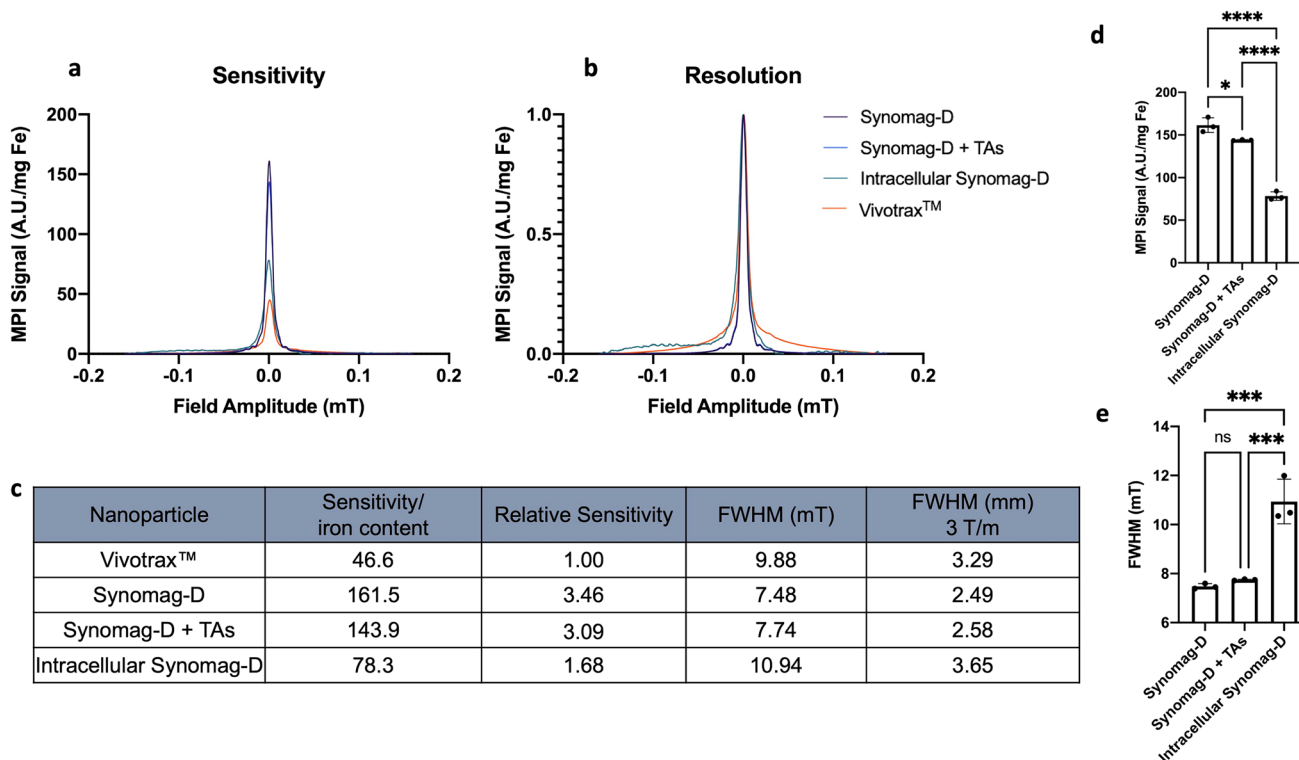 a
Sensitivity
MPI Signal (A.U./mg Fe)
200
150
100
50
0
-0.2
-0.1
0.0
0.1
0.2
Field Amplitude (mT)
b
Resolution
MPI Signal (A.U./mg Fe)
1.0
0.5
0.0
-0.2
-0.1
0.0
0.1
0.2
Field Amplitude (mT)
Synomag-D
Synomag-D + TAs
Intracellular Synomag-D
Vivotrax™
c
Nanoparticle
Sensitivity/
iron content
Relative Sensitivity
FWHM (mT)
FWHM (mm)
3 T/m
Vivotrax™ 46.6 1.00 9.88 3.29
Synomag-D 161.5 3.46 7.48 2.49
Synomag-D + TAs 143.9 3.09 7.74 2.58
Intracellular Synomag-D 78.3 1.68 10.94 3.65
d
****
****
*
MPI Signal (A.U./mg Fe)
200
150
100
50
0
Synomag-D
Synomag-D + TAs
Intracellular Synomag-D
e
***
ns
***
FWHM (mT)
14
12
10
8
6
Synomag-D
Synomag-D + TAs
Intracellular Synomag-D